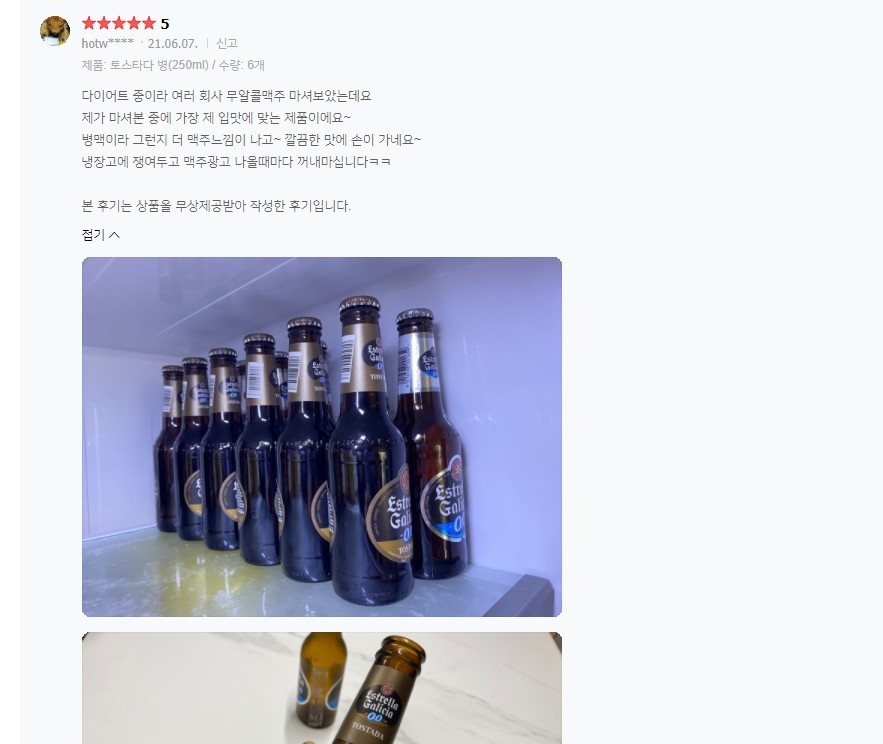 5
hotw**** · 21.06.07. | 신고
제품: 토스타다 병(250ml) / 수량: 6개
다이어트 중이라 여러 회사 무알콜맥주 마셔보았는데요
제가 마셔본 중에 가장 제 입맛에 맞는 제품이에요~
병맥이라 그런지 더 맥주느낌이 나고~ 깔끔한 맛에 손이 가네요~
냉장고에 쟁여두고 맥주광고 나올때마다 꺼내마십니다ㅋㅋ
본 후기는 상품을 무상제공받아 작성한 후기입니다.
접기
Estrella
Galicia
0,0
Estrella
Galicia
0,0
TOSTADA